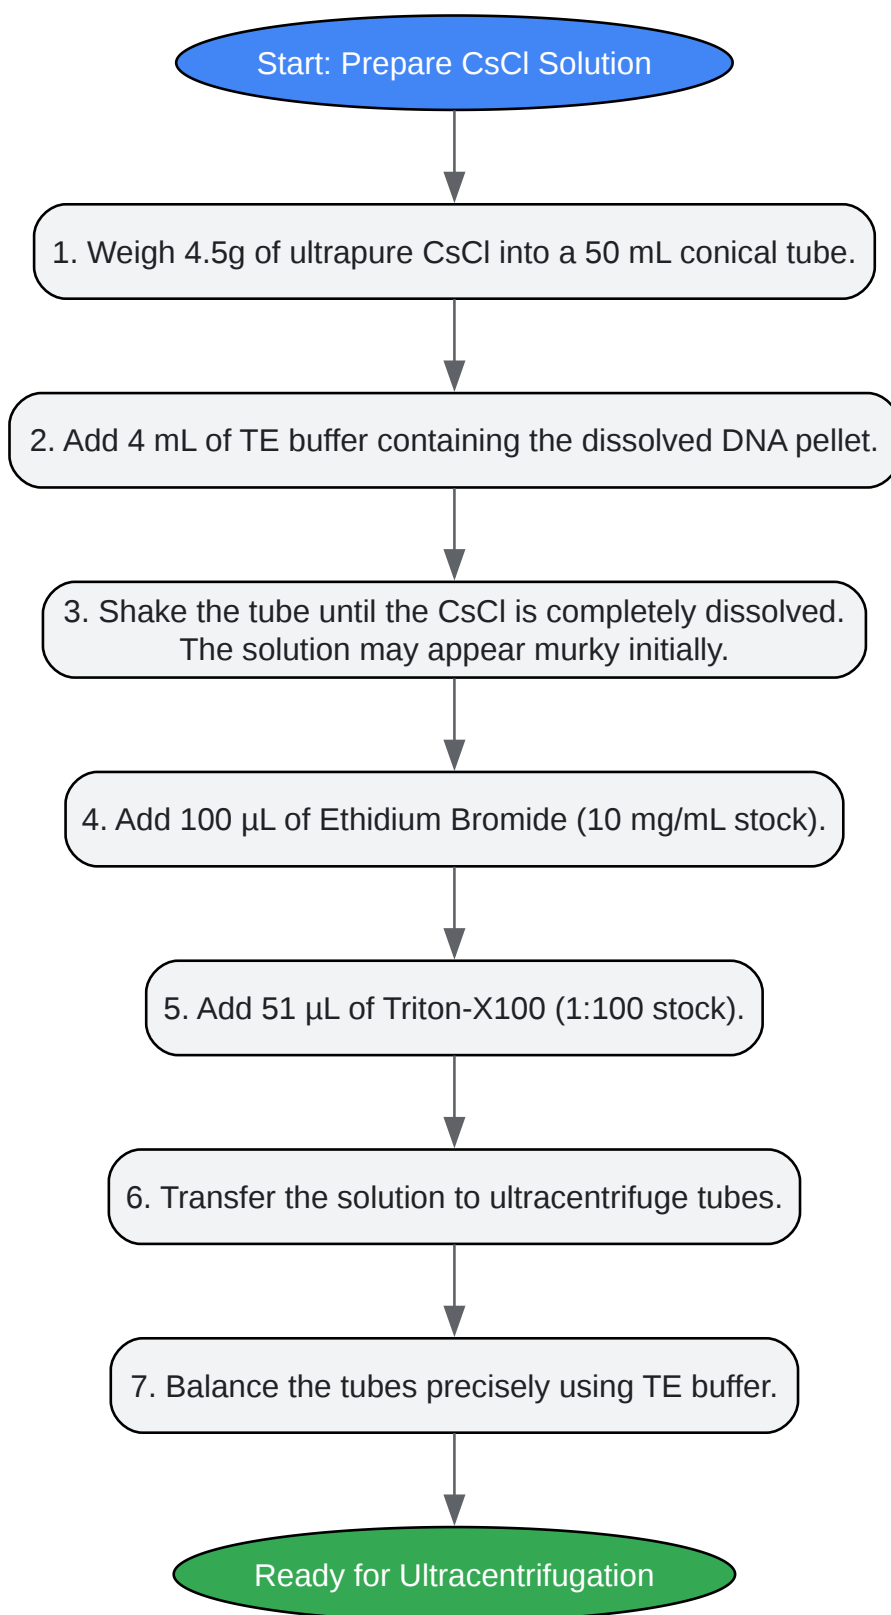 Start: Prepare CsCl Solution
1. Weigh 4.5g of ultrapure CsCl into a 50 mL conical tube.
2. Add 4 mL of TE buffer containing the dissolved DNA pellet.
3. Shake the tube until the CsCl is completely dissolved.
The solution may appear murky initially.
4. Add 100 µL of Ethidium Bromide (10 mg/mL stock).
5. Add 51 µL of Triton-X100 (1:100 stock).
6. Transfer the solution to ultracentrifuge tubes.
7. Balance the tubes precisely using TE buffer.
Ready for Ultracentrifugation